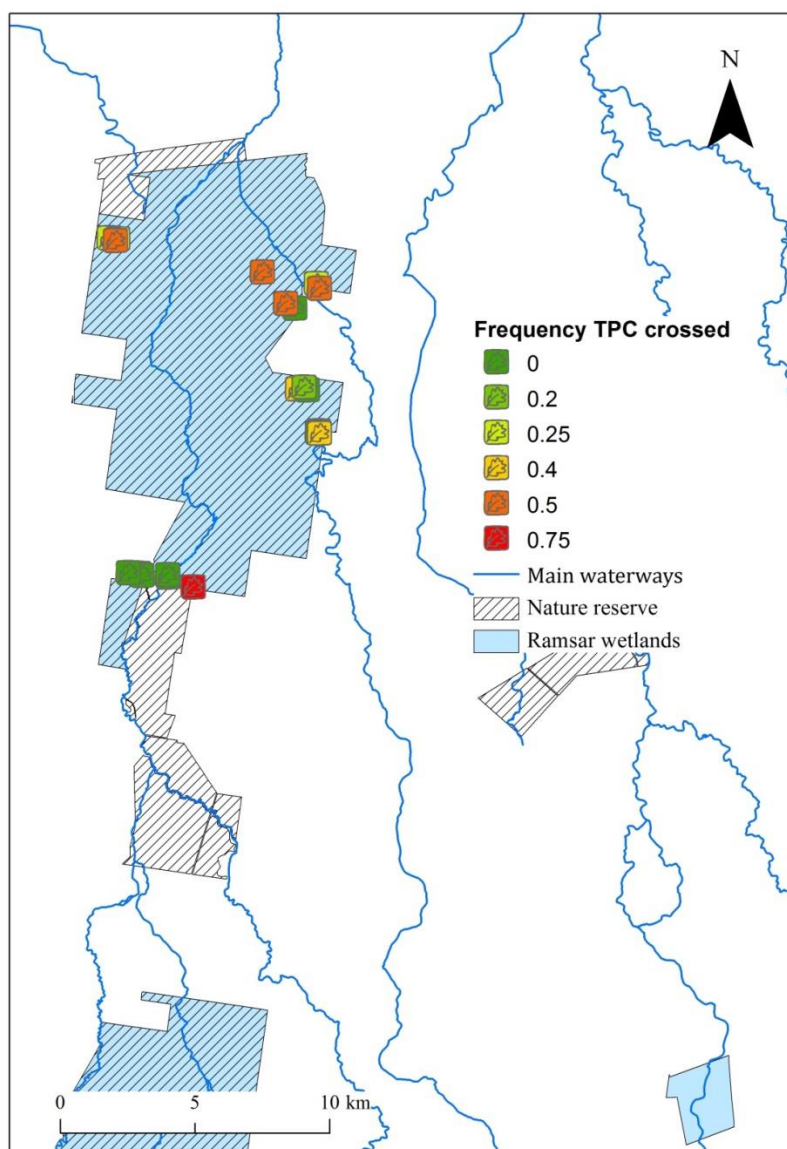 N
Frequency TPC crossed
0
0.2
0.25
0.4
0.5
0.75
Main waterways
Nature reserve
Ramsar wetlands
0 5 10 km